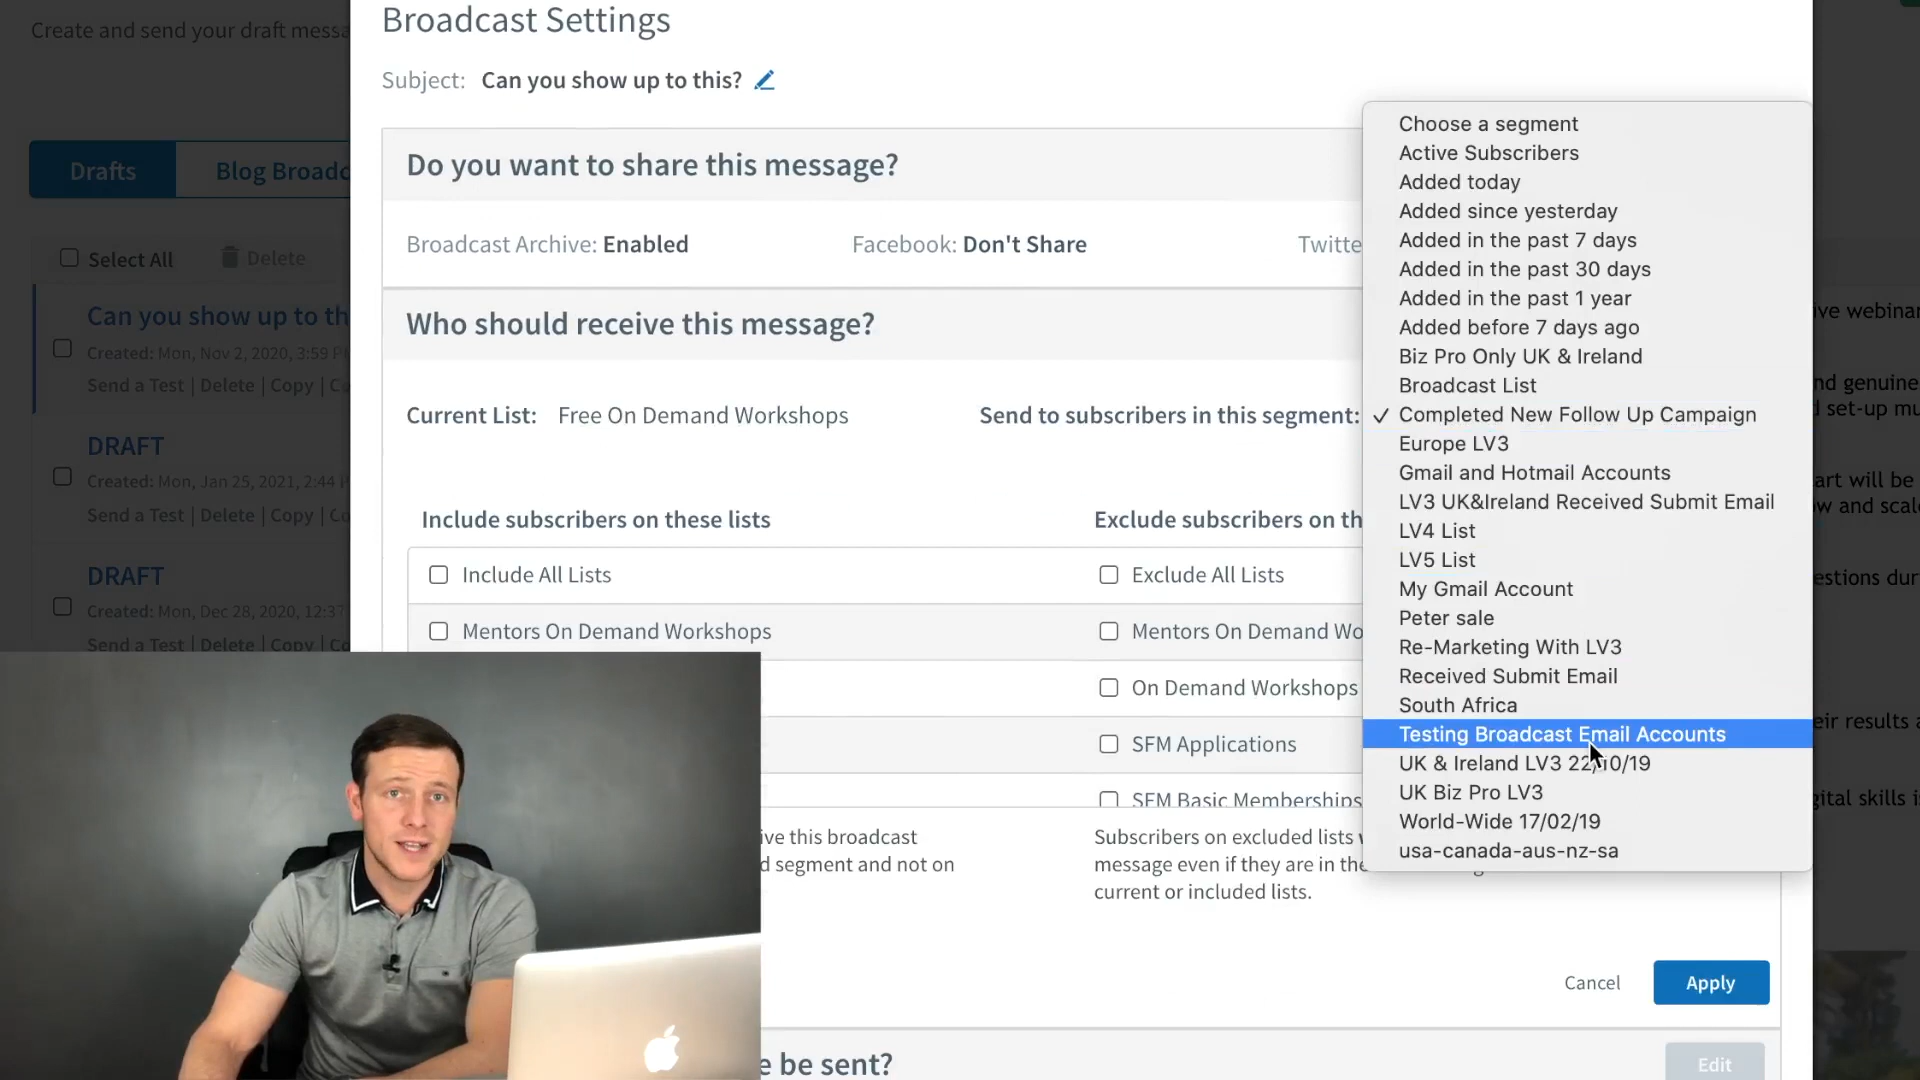 Create and send your draft messa
Broadcast Settings
Subject: Can you show up to this?
Drafts
Blog Broadc
Do you want to share this message?
Broadcast Archive: Enabled
Facebook: Don't Share
Twitte
Select All
Delete
Can you show up to th
Created: Mon, Nov 2, 2020, 3:59 P
Send a Test | Delete | Copy | Co
DRAFT
Created: Mon, Jan 25, 2021, 2:44
Send a Test | Delete | Copy | Co
DRAFT
Created: Mon, Dec 28, 2020, 12:37
Send a Test | Delete | Copy | Co
Who should receive this message?
Current List: Free On Demand Workshops
Send to subscribers in this segment:
Include subscribers on these lists
Include All Lists
Mentors On Demand Workshops
Exclude subscribers on th
Exclude All Lists
Mentors On Demand Wo
On Demand Workshops
SFM Applications
SFM Basic Memberships
ive this broadcast
d segment and not on
Subscribers on excluded lists
message even if they are in the
current or included lists.
Choose a segment
Active Subscribers
Added today
Added since yesterday
Added in the past 7 days
Added in the past 30 days
Added in the past 1 year
Added before 7 days ago
Biz Pro Only UK & Ireland
Broadcast List
✓ Completed New Follow Up Campaign
Europe LV3
Gmail and Hotmail Accounts
LV3 UK&Ireland Received Submit Email
LV4 List
LV5 List
My Gmail Account
Peter sale
Re-Marketing With LV3
Received Submit Email
South Africa
Testing Broadcast Email Accounts
UK & Ireland LV3 22/10/19
UK Biz Pro LV3
World-Wide 17/02/19
usa-canada-aus-nz-sa
ive webinar
nd genuine
set-up mu
art will be
w and scal
estions dur
eir results a
gital skills i
Cancel
Apply
e be sent?
Edit